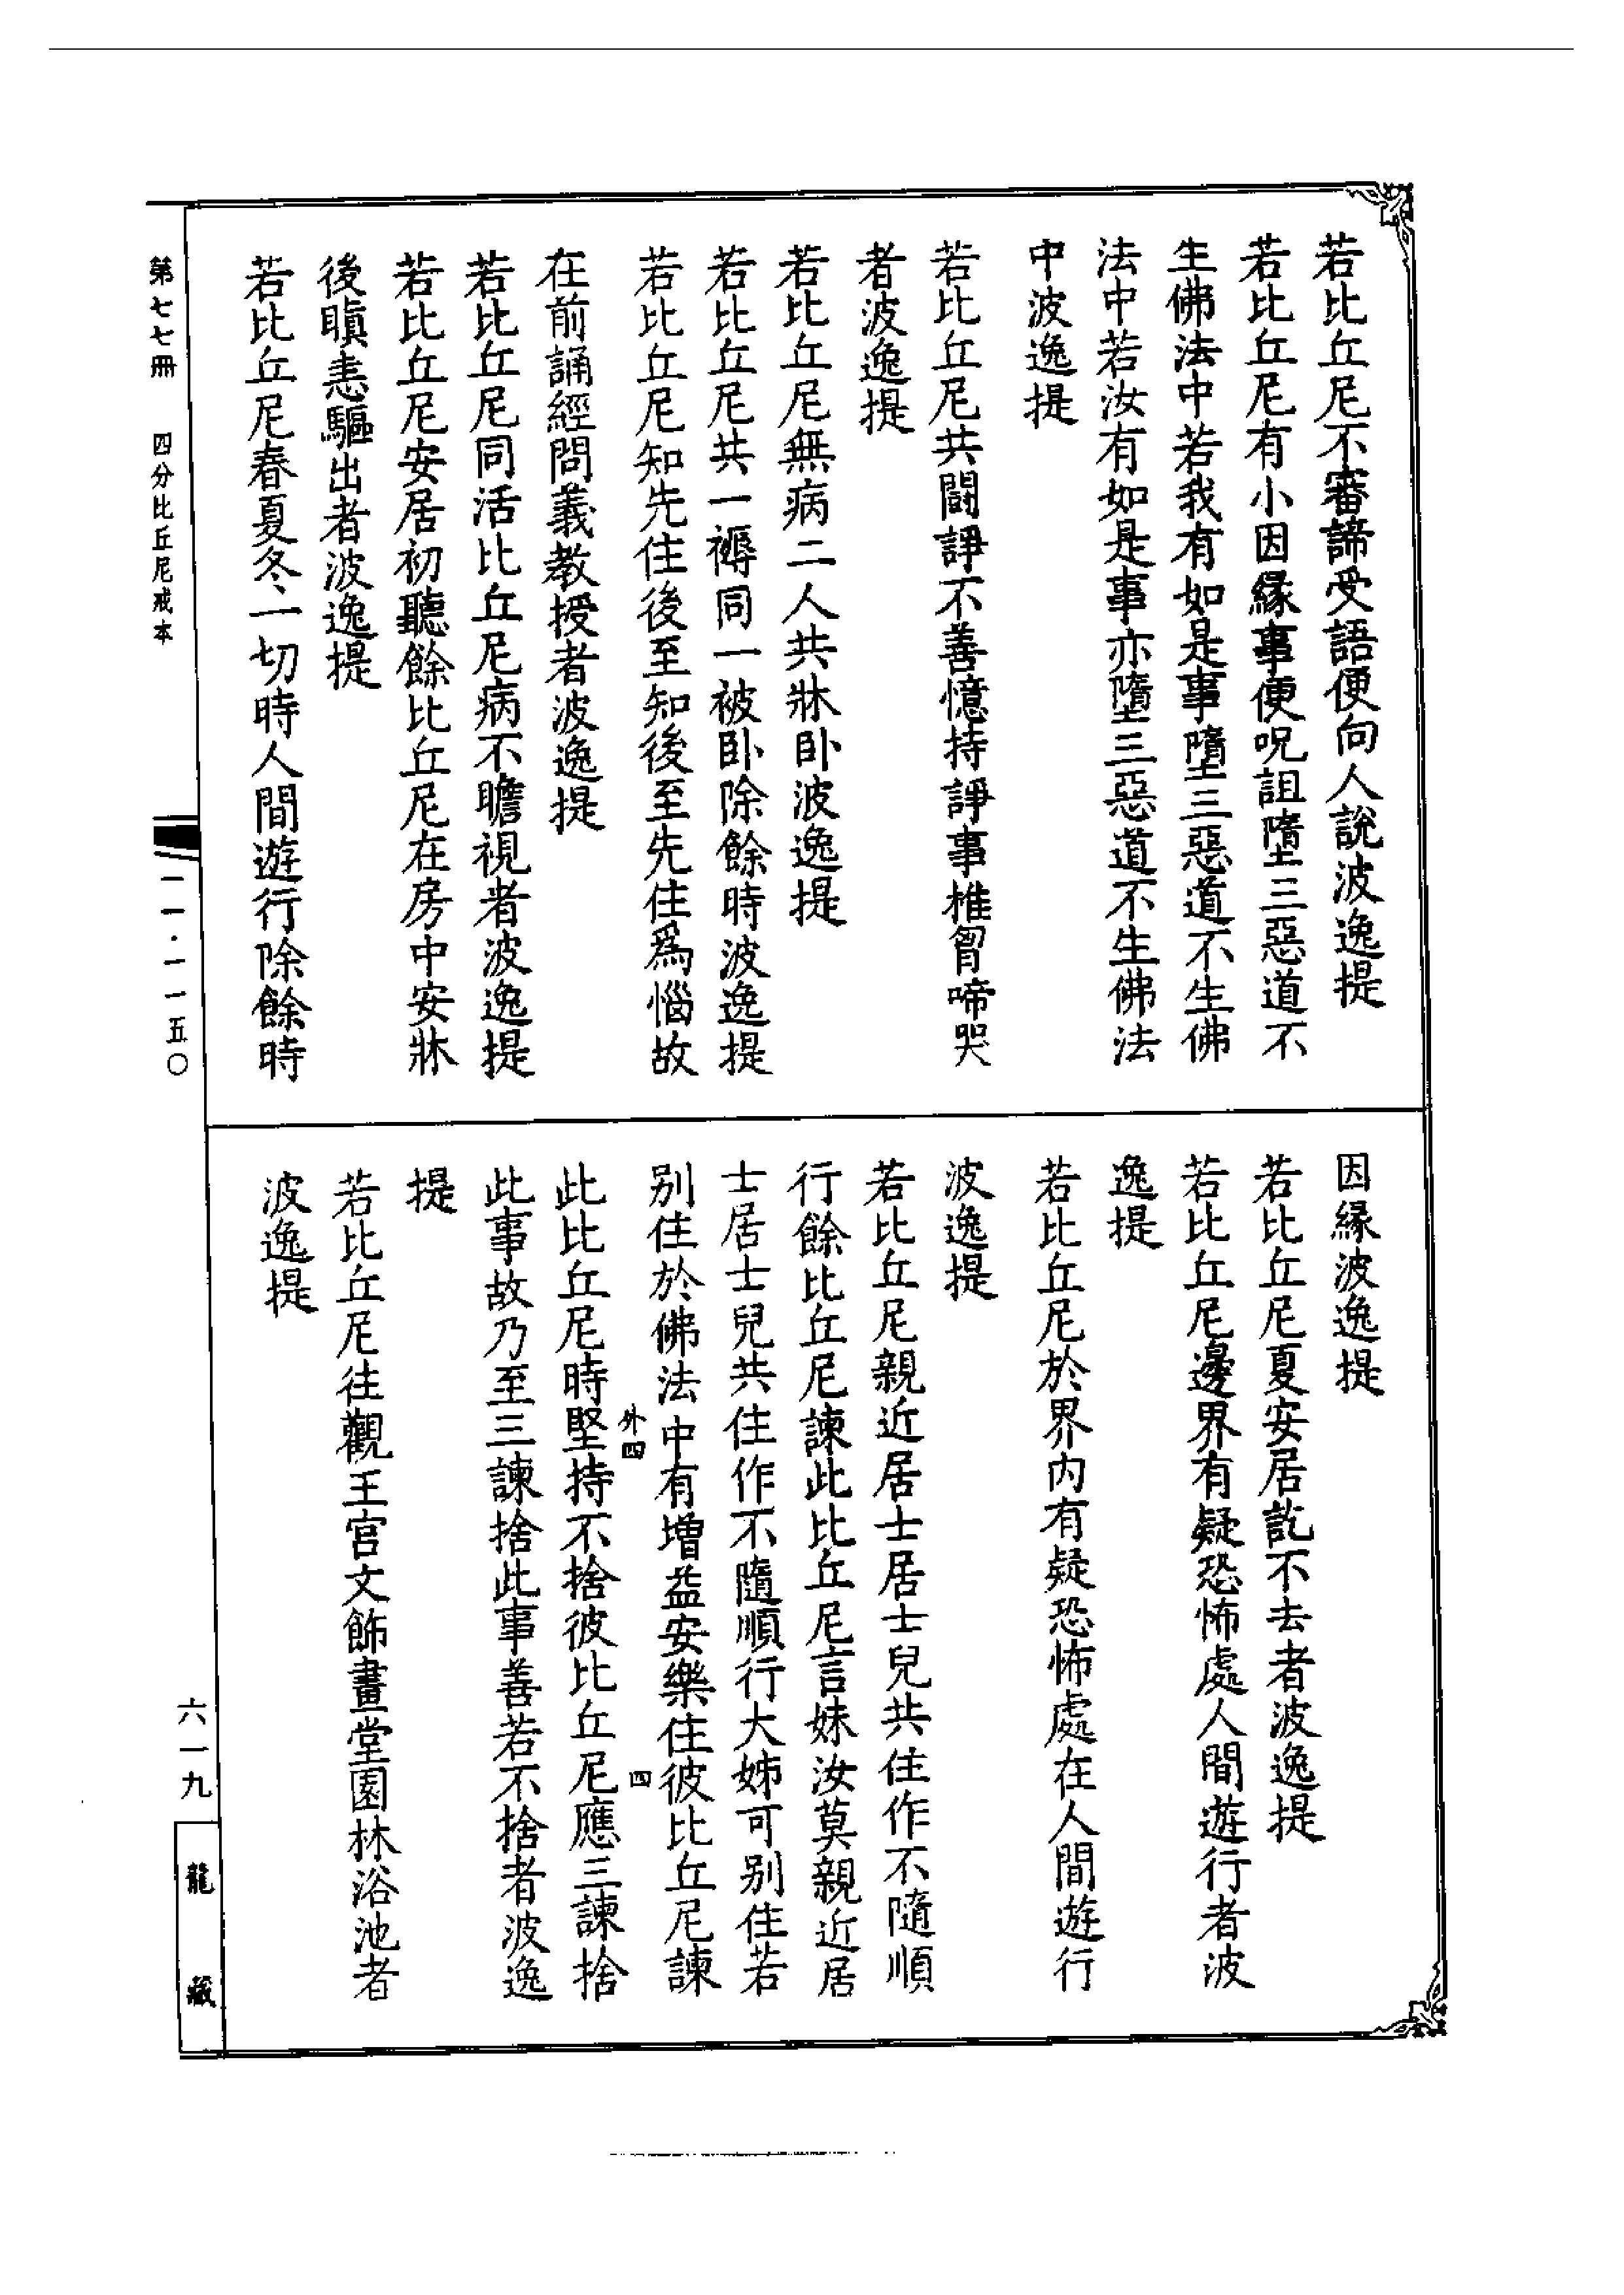 若比丘尼不審諦受語便向人說波逸提
若比丘尼有小因緣事便呪詛墮三惡道不
生佛法中若我有如是事墮三惡道不生佛
法中若汝有如是事亦墮三惡道不生佛法
中波逸提
若比丘尼共鬪諍不善憶持諍事椎胷啼哭
者波逸提
若比丘尼無病二人共牀卧波逸提
若比丘尼共一褥同一被卧除餘時波逸提
若比丘尼知先住後至知後至先住爲惱故
在前誦經問義教授者波逸提
若比丘尼同活比丘尼病不瞻視者波逸提
若比丘尼安居初聽餘比丘尼在房中安牀
後瞋恚驅出者波逸提
若比丘尼春夏冬一切時人間遊行除餘時
因緣波逸提
若比丘尼夏安居訖不去者波逸提
若比丘尼邊界有疑恐怖處人間遊行者波
逸提
若比丘尼於界內有疑恐怖處在人間遊行
波逸提
若比丘尼親近居士居士兒共住作不隨順
行餘比丘尼諫此比丘尼言妹汝莫親近居
士居士兒共住作不隨順行大姊可别住若
别住於佛法中有增益安樂住彼比丘尼諫
外四
四
此比丘尼時堅持不捨彼比丘尼應三諫捨
此事故乃至三諫捨此事善若不捨者波逸
提
若比丘尼往觀王宮文飾畫堂園林浴池者
波逸提
第七七冊 四分比丘尼戒本
一一·一一五〇
六一九
龍藏